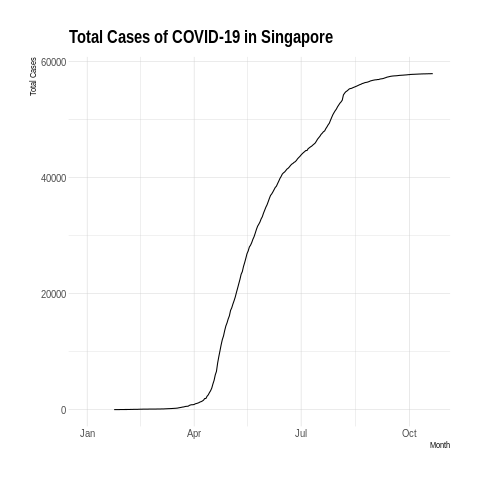 Total Cases of COVID-19 in Singapore
Total Cases
60000
40000
20000
0
Jan Apr Jul Oct
Month